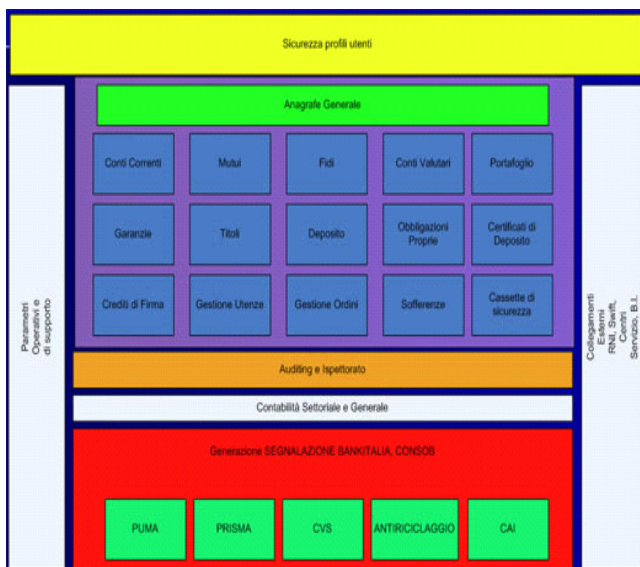 Sicurezza profili utenti
Anagrafe Generale
Conti Correnti
Mutui
Fidi
Conti Valutari
Portafoglio
Garanzie
Titoli
Deposito
Obbligazioni
Proprie
Certificati di
Deposito
Crediti di Firma
Gestione Utenze
Gestione Ordini
Sofferenze
Cassette di
sicurezza
Auditing e Ispettorato
Contabilità Settoriale e Generale
Generazione SEGNALAZIONE BANKITALIA, CONSOB
PUMA
PRISMA
CVS
ANTIRICICLAGGIO
CAI
Parametri
Operativi e
di supporto
Collegamenti
Esterni
RNI, Swift,
Centri
Servizio, B.I.